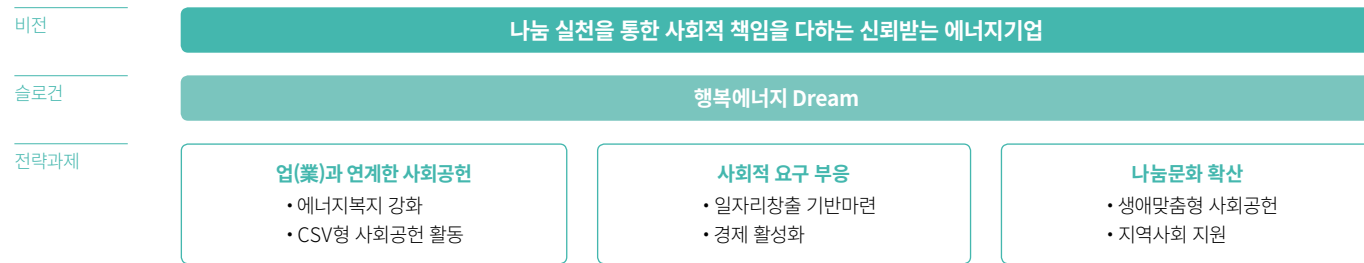 비전
나눔 실천을 통한 사회적 책임을 다하는 신뢰받는 에너지기업
슬로건
행복에너지 Dream
전략과제
업(業)과 연계한 사회공헌
• 에너지복지 강화
• CSV형 사회공헌 활동
사회적 요구 부응
• 일자리창출 기반마련
• 경제 활성화
나눔문화 확산
• 생애맞춤형 사회공헌
• 지역사회 지원